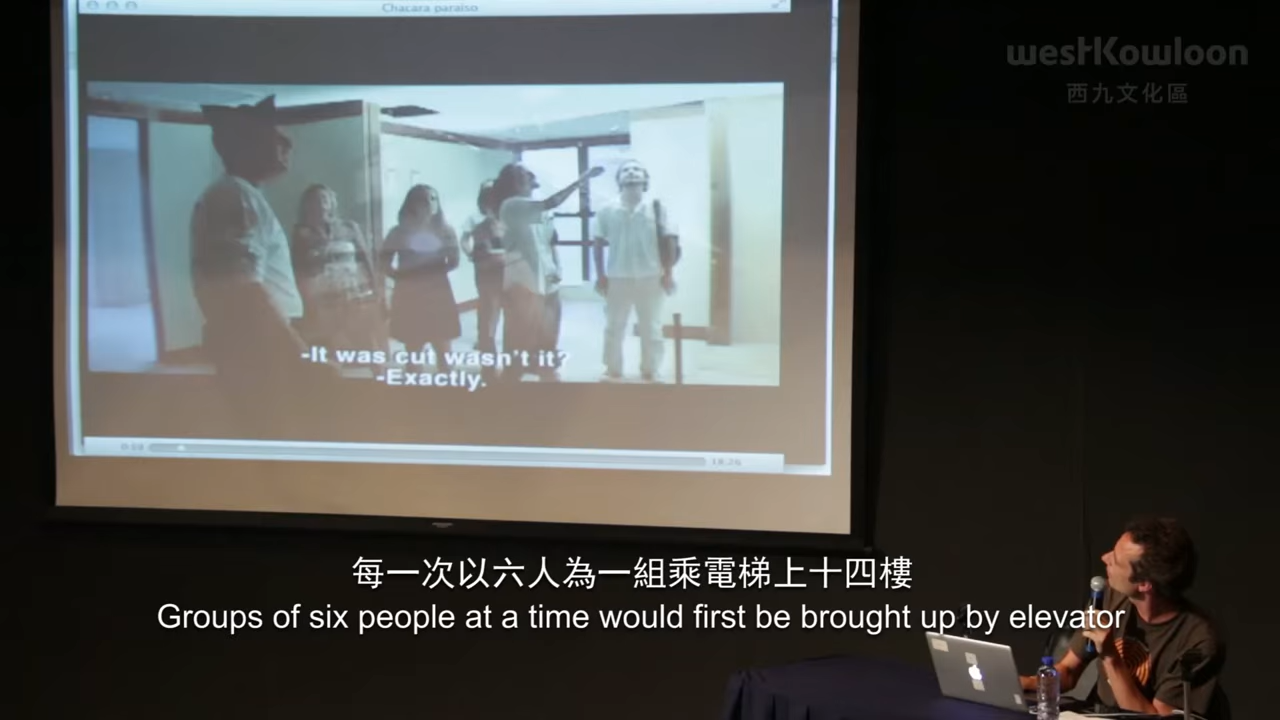 Chacara paraiso
westKowloon
西九文化區
-It was cut wasn't it?
-Exactly.
18:26
每一次以六人為一組乘電梯上十四樓
Groups of six people at a time would first be brought up by elevator